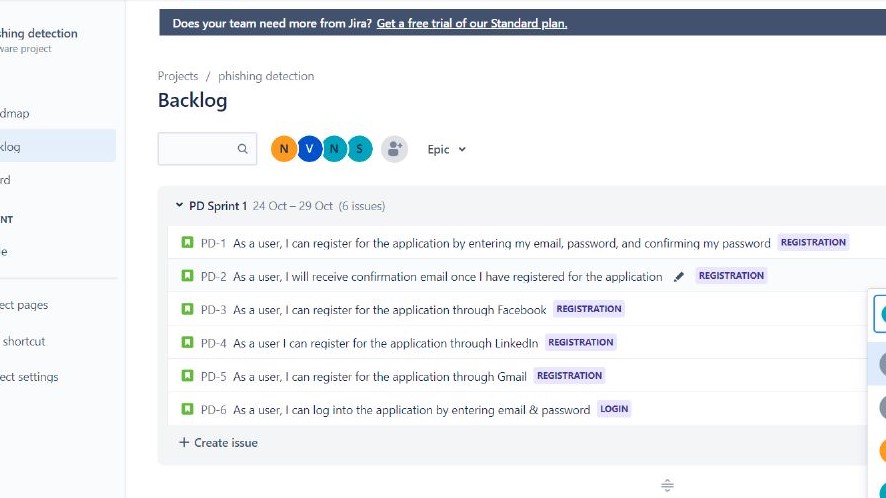 Does your team need more from Jira? Get a free trial of our Standard plan.
shing detection
ware project
Projects / phishing detection
Backlog
dmap
klog
N V N S
Epic
rd
PD Sprint 1 24 Oct – 29 Oct (6 issues)
NT
PD-1 As a user, I can register for the application by entering my email, password, and confirming my password REGISTRATION
e
PD-2 As a user, I will receive confirmation email once I have registered for the application REGISTRATION
ect pages
PD-3 As a user, I can register for the application through Facebook REGISTRATION
shortcut
PD-4 As a user I can register for the application through LinkedIn REGISTRATION
ect settings
PD-5 As a user, I can register for the application through Gmail REGISTRATION
PD-6 As a user, I can log into the application by entering email & password LOGIN
+ Create issue